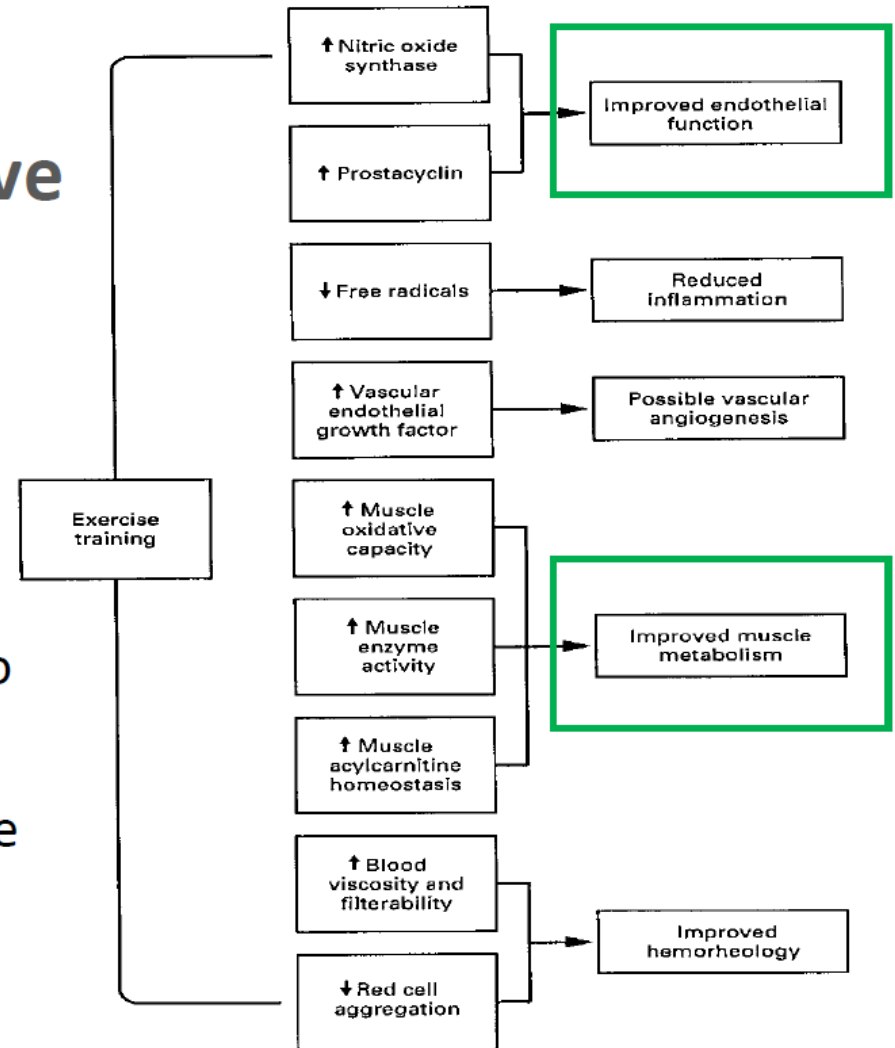 ↑ Nitric oxide
synthase
Improved endothelial
function
ve
↑ Prostacyclin
↓ Free radicals
Reduced
inflammation
↑ Vascular
endothelial
growth factor
Possible vascular
angiogenesis
Exercise
training
↑ Muscle
oxidative
capacity
↑ Muscle
enzyme
activity
Improved muscle
metabolism
o
↑ Muscle
acylcarnitine
homeostasis
e
↑ Blood
viscosity and
filterability
Improved
hemorheology
↓ Red cell
aggregation